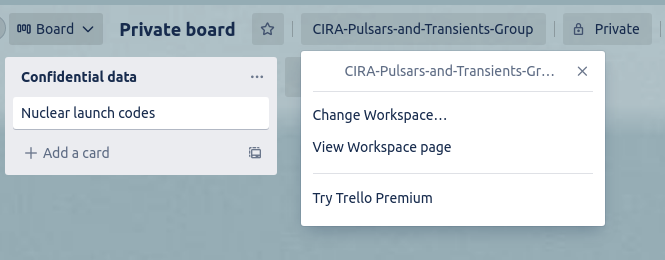 Board
Private board
CIRA-Pulsars-and-Transients-Group
Private
Confidential data
Nuclear launch codes
Add a card
CIRA-Pulsars-and-Transients-Gr…
Change Workspace…
View Workspace page
Try Trello Premium